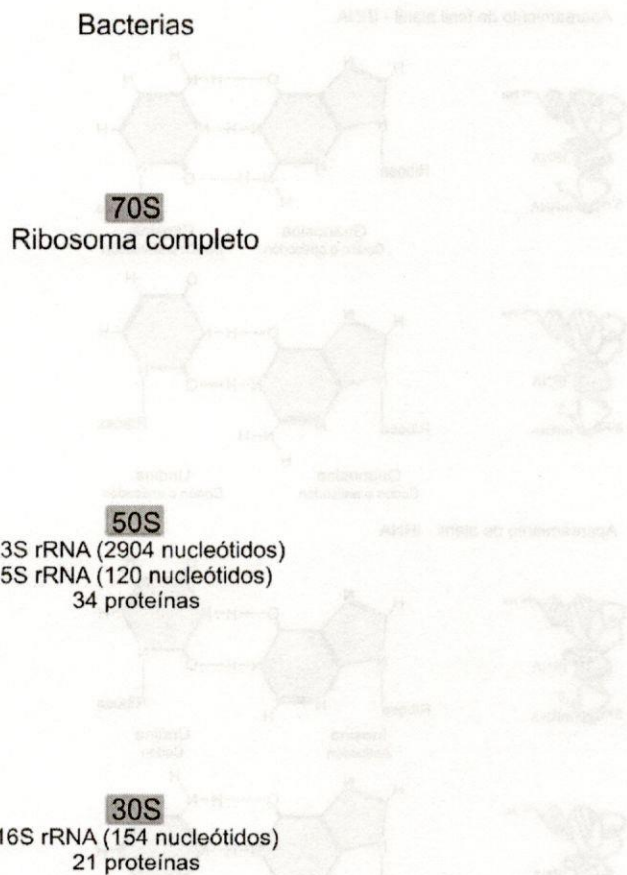 Bacterias
70S
Ribosoma completo
50S
3S rRNA (2904 nucleótidos)
5S rRNA (120 nucleótidos)
34 proteínas
30S
16S rRNA (154 nucleótidos)
21 proteínas